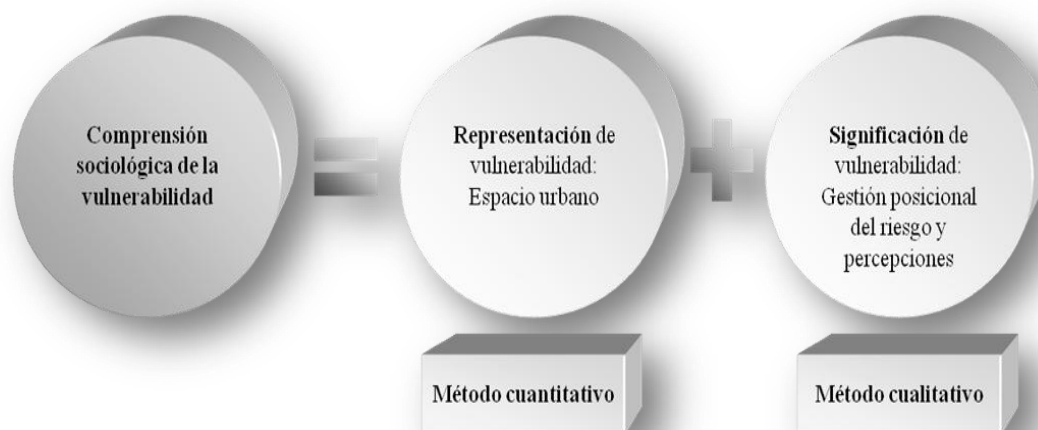 Comprensión
sociológica de la
vulnerabilidad
=
Representación de
vulnerabilidad:
Espacio urbano
+
Significación de
vulnerabilidad:
Gestión posicional
del riesgo y
percepciones
Método cuantitativo
Método cualitativo